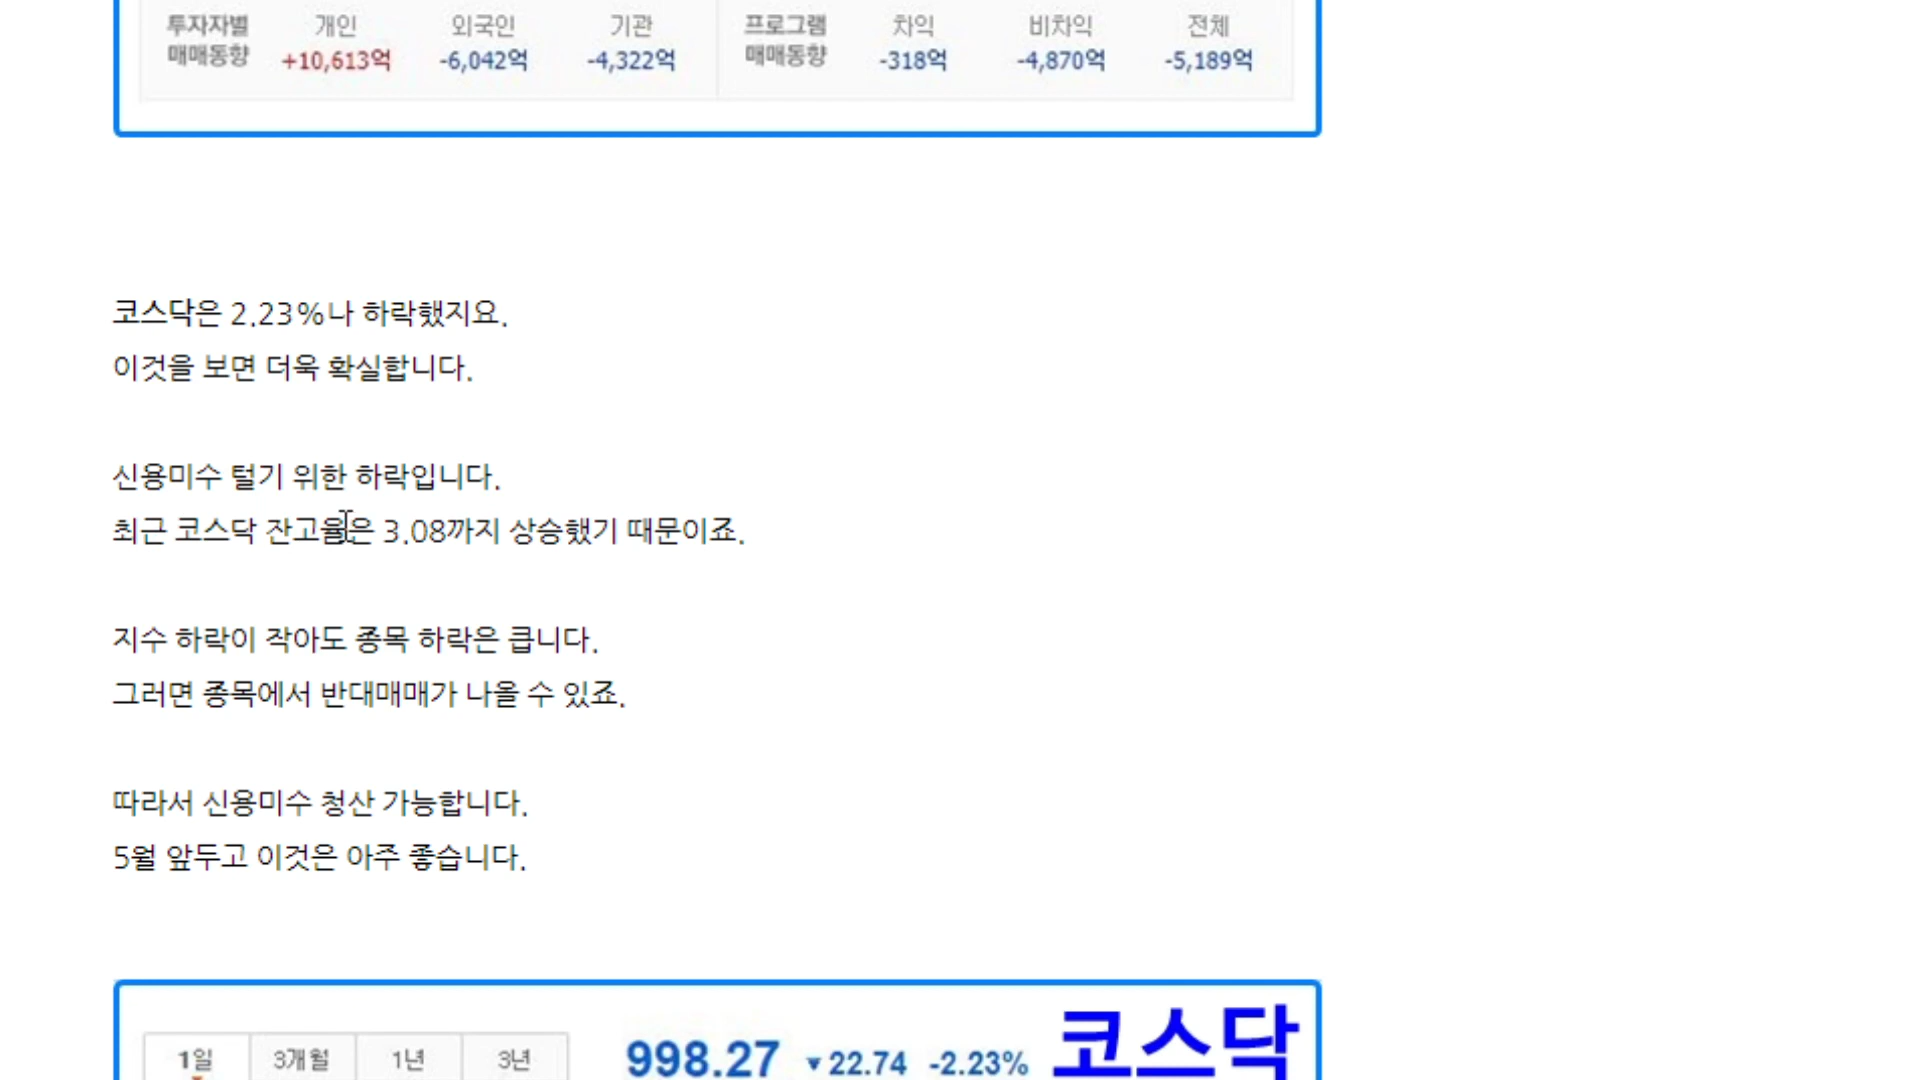 투자자별 개인 외국인 기관 프로그램 차익 비차익 전체
매매동향 +10,613억 -6,042억 -4,322억 매매동향 -318억 -4,870억 -5,189억
코스닥은 2.23%나 하락했지요.
이것을 보면 더욱 확실합니다.
신용미수 털기 위한 하락입니다.
최근 코스닥 잔고율은 3.08까지 상승했기 때문이죠.
지수 하락이 작아도 종목 하락은 큽니다.
그러면 종목에서 반대매매가 나올 수 있죠.
따라서 신용미수 청산 가능합니다.
5월 앞두고 이것은 아주 좋습니다.
1일 3개월 1년 3년 998.27 ▼22.74 -2.23% 코스닥